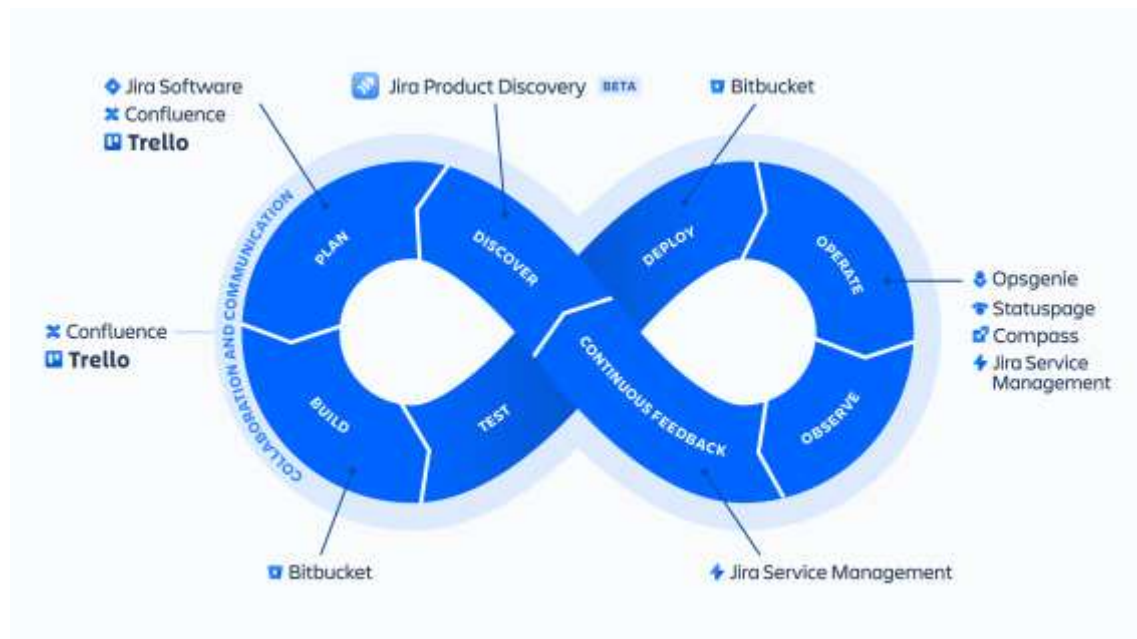 Jira Software
Confluence
Trello
Jira Product Discovery BETA
Bitbucket
COLLABORATION AND COMMUNICATION
PLAN
DISCOVER
DEPLOY
OPERATE
Confluence
Trello
Opsgenie
Statuspage
Compass
Jira Service
Management
BUILD
TEST
CONTINUOUS FEEDBACK
OBSERVE
Bitbucket
Jira Service Management